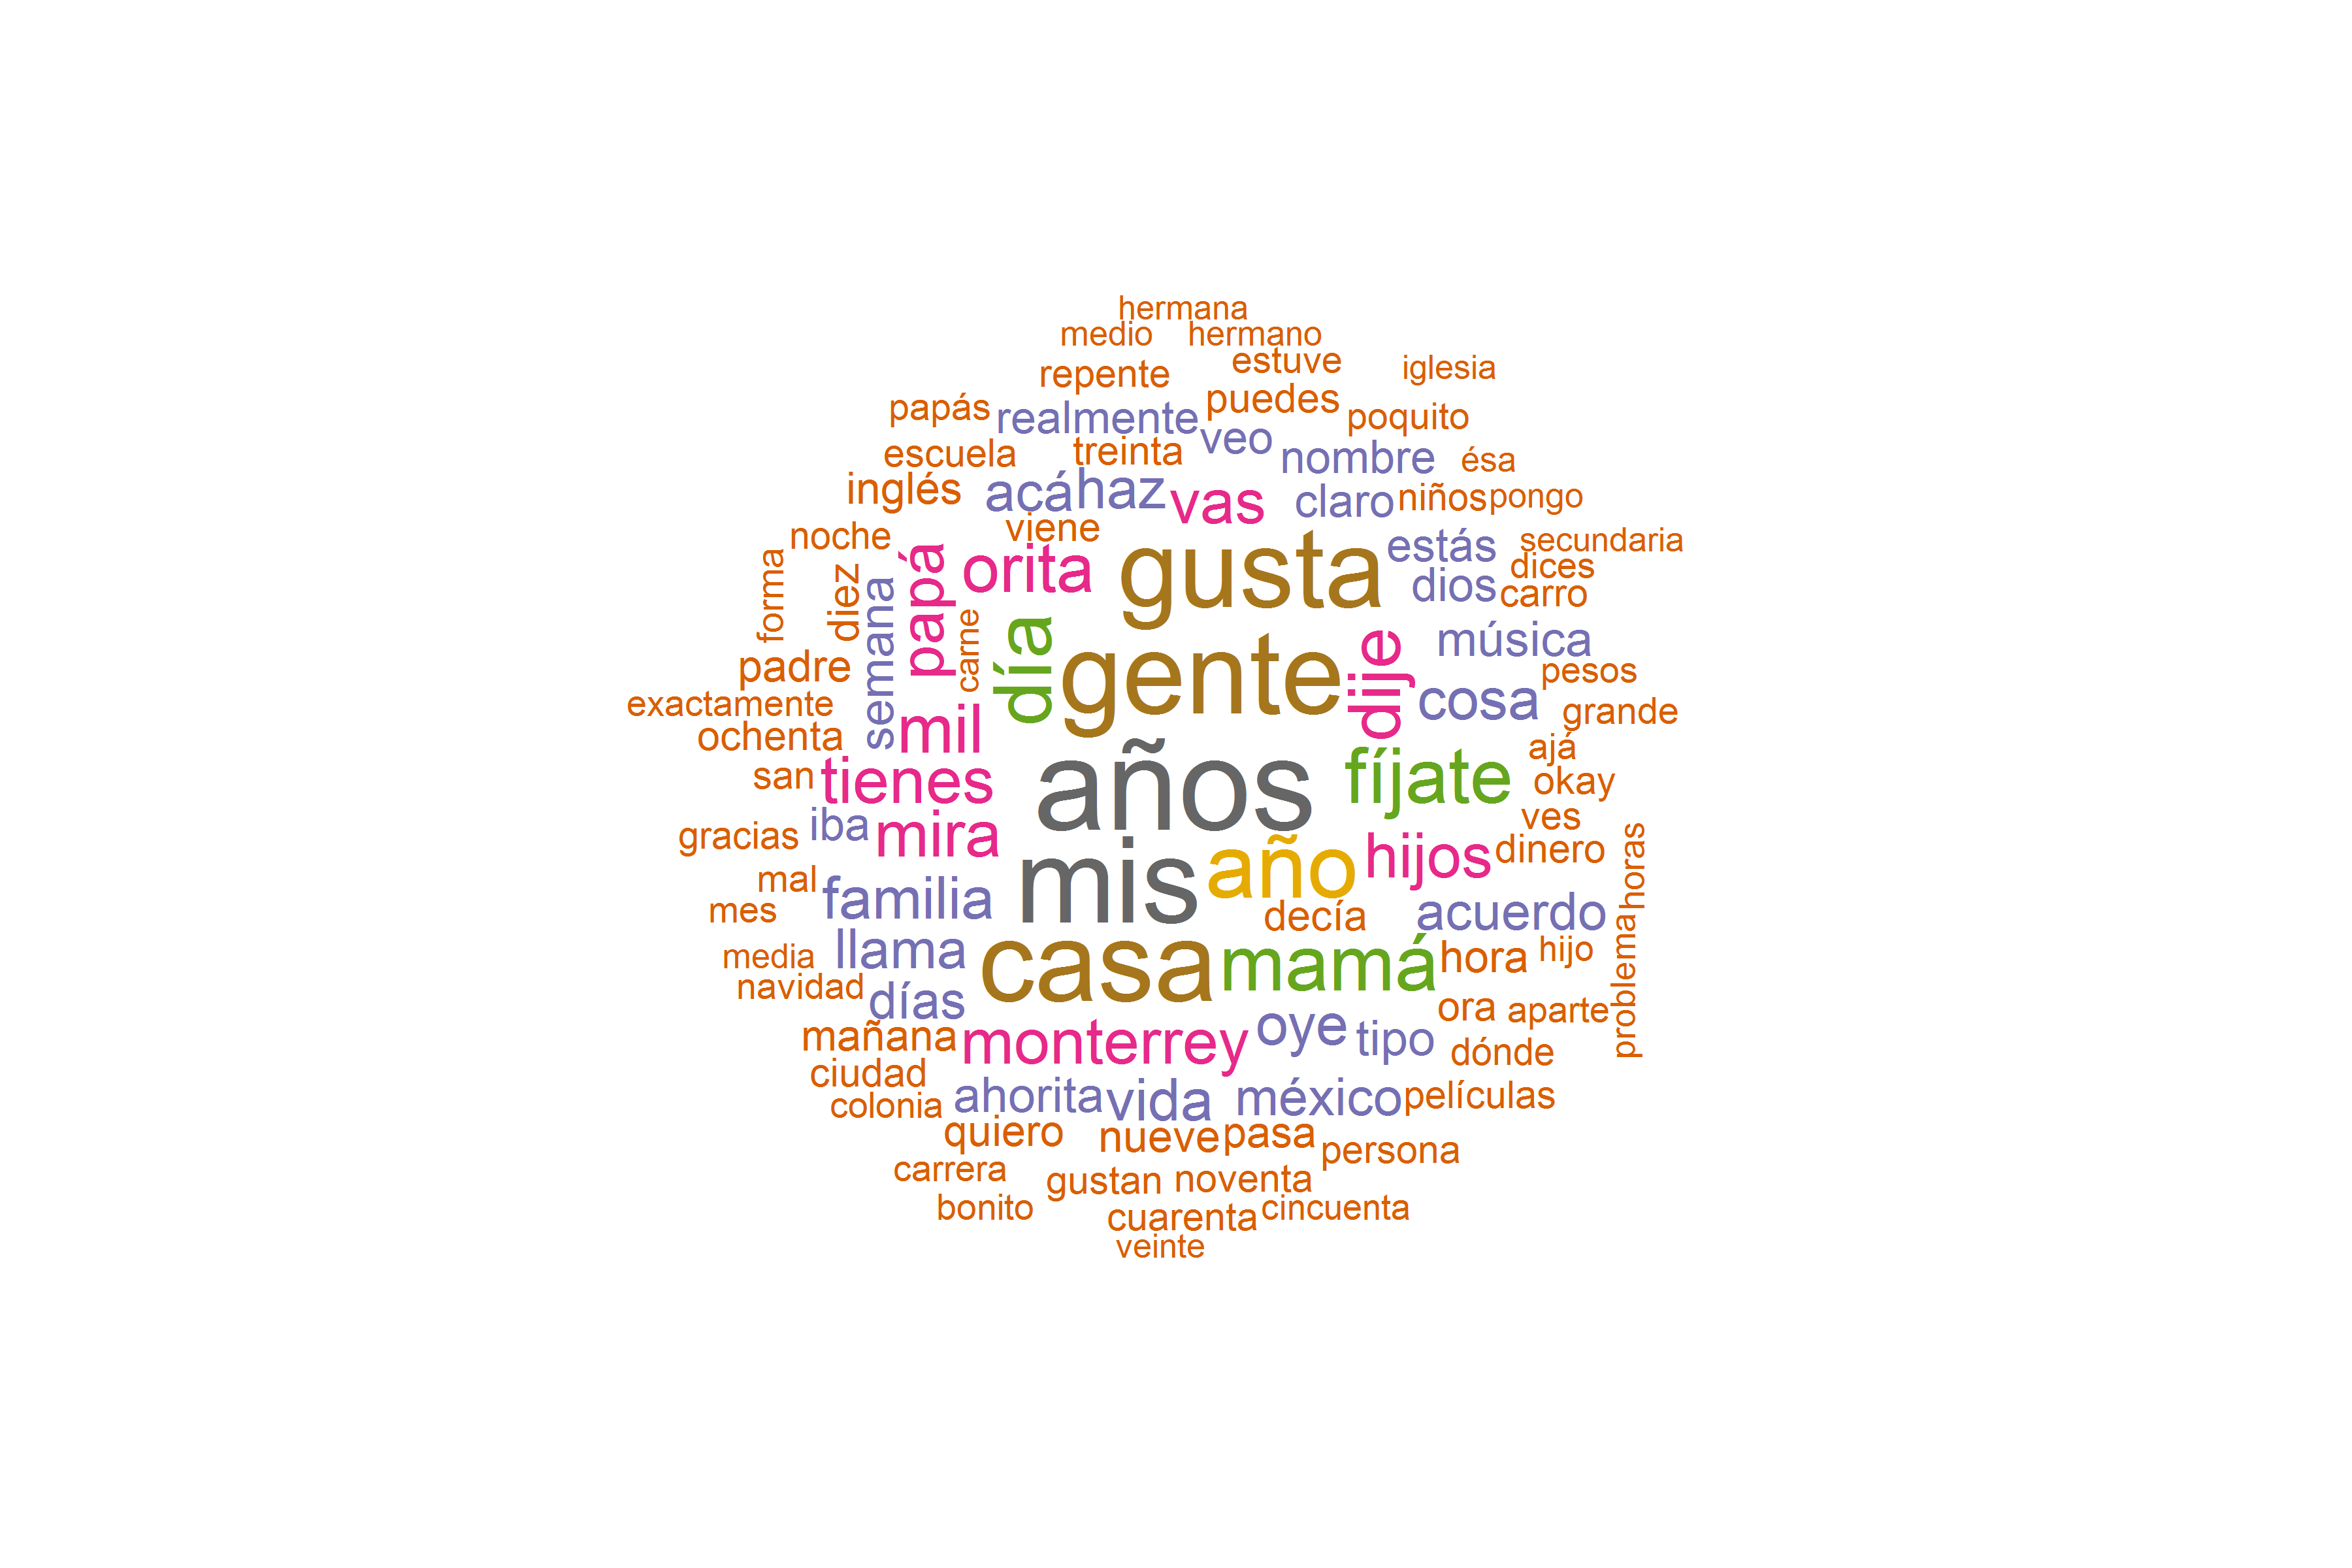 hermana
medio hermano
estuve
iglesia
repente
puedes
papás realmente poquito
veo
escuela treinta nombre ésa
inglés acá haz vas claro niños pongo
noche viene estás secundaria
forma diez semana papá orita gusta dios dices
carro
carne día gente dije música
padre pesos
exactamente mil cosa grande
ochenta ajá
san tienes años fíjate okay
iba ves
gracias mira año hijos dinero horas
mal familia mis decía acuerdo
mes
media llama casa mamá hora hijo problema
navidad días ora aparte
mañana monterrey oye tipo dónde
ciudad
colonia ahorita vida méxico películas
quiero nueve pasa persona
carrera gustan noventa
bonito cuarenta cincuenta
veinte